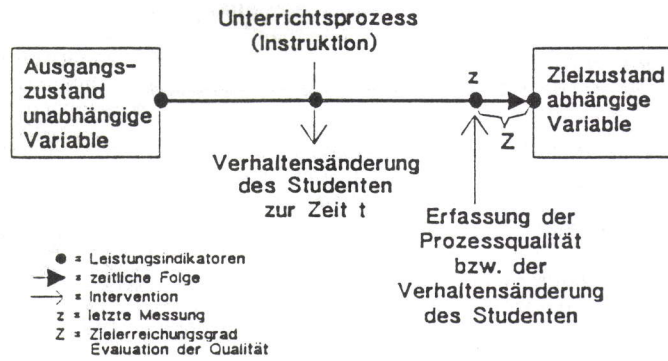 Unterrichtsprozess
(Instruktion)
Ausgangs-
zustand
unabhängige
Variable
z
Zielzustand
abhängige
Variable
Z
Verhaltensänderung
des Studenten
zur Zeit t
Erfassung der
Prozessqualität
bzw. der
Verhaltensänderung
des Studenten
= Leistungsindikatoren
= zeitliche Folge
= Intervention
z = letzte Messung
Z = Zielerreichungsgrad
Evaluation der Qualität